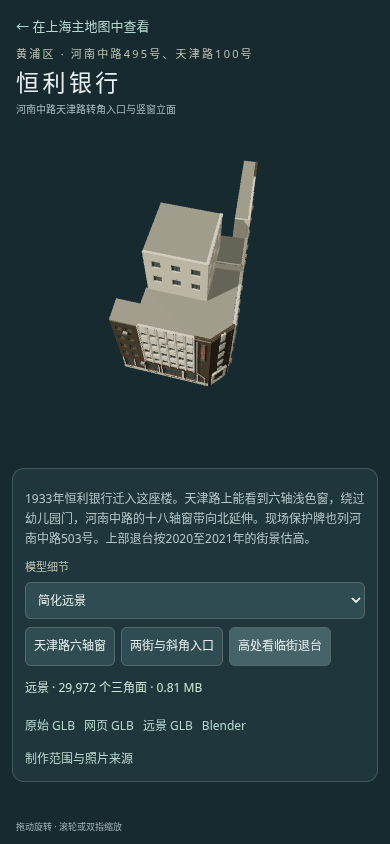 ← 在上海主地图中查看
黄浦区 · 河南中路495号、天津路100号
恒利银行
河南中路天津路转角入口与竖窗立面
1933年恒利银行迁入这座楼。天津路上能看到六轴浅色窗，绕过
幼儿园门，河南中路的十八轴窗带向北延伸。现场保护牌也列河
南中路503号。上部退台按2020至2021年的街景估高。
模型细节
简化远景
天津路六轴窗 两街与斜角入口 高处看临街退台
远景 · 29,972 个三角面 · 0.81 MB
原始 GLB 网页 GLB 远景 GLB Blender
制作范围与照片来源
拖动旋转 · 滚轮或双指缩放